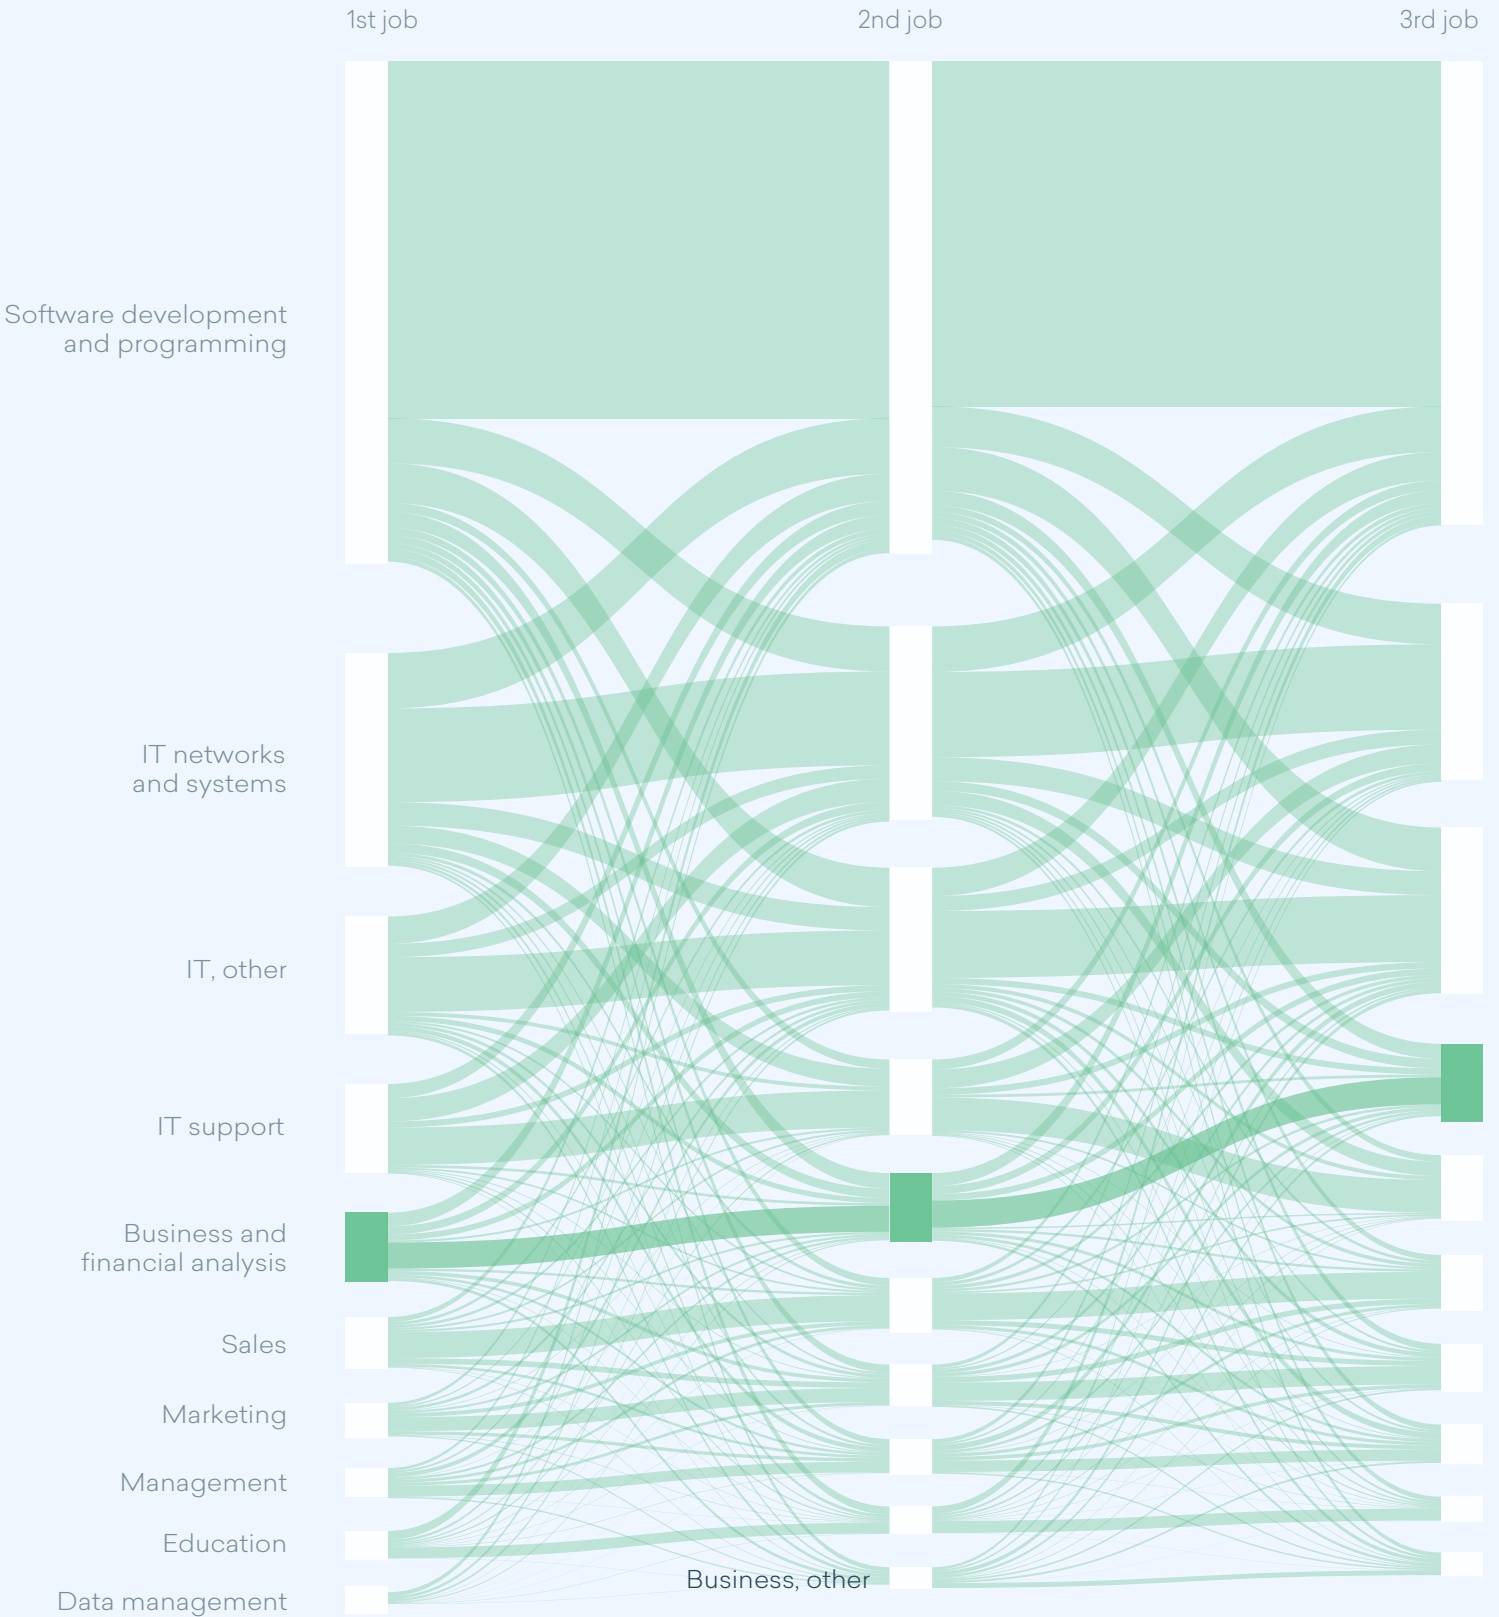 1st job
2nd job
3rd job
Software development
and programming
IT networks
and systems
IT, other
IT support
Business and
financial analysis
Sales
Marketing
Management
Education
Business, other
Data management